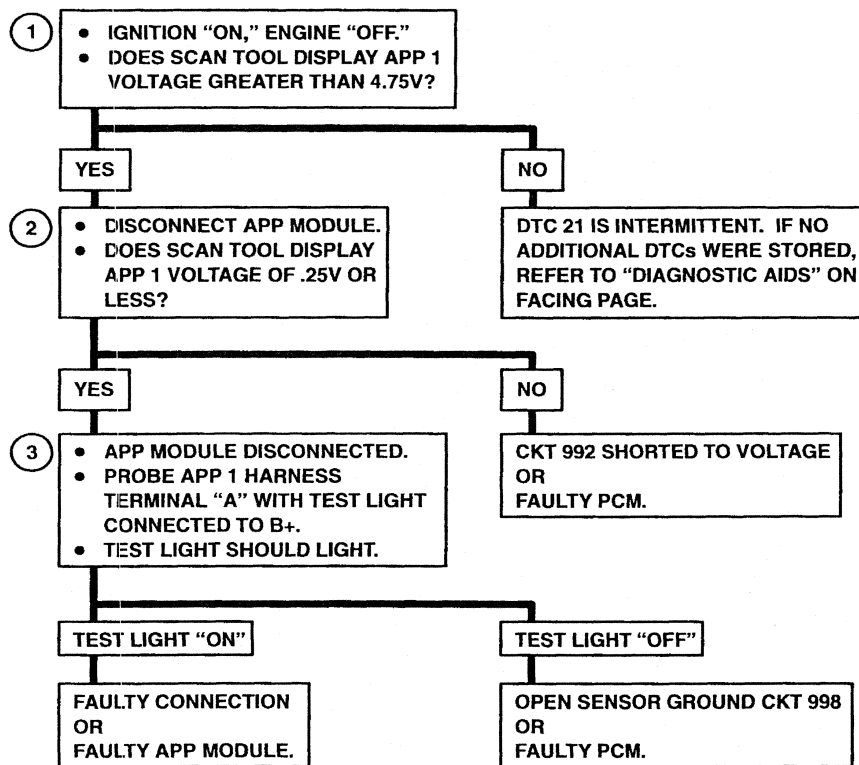 1
• IGNITION “ON,” ENGINE “OFF.”
• DOES SCAN TOOL DISPLAY APP 1
VOLTAGE GREATER THAN 4.75V?
YES
NO
2
• DISCONNECT APP MODULE.
• DOES SCAN TOOL DISPLAY
APP 1 VOLTAGE OF .25V OR
LESS?
DTC 21 IS INTERMITTENT. IF NO
ADDITIONAL DTCs WERE STORED,
REFER TO “DIAGNOSTIC AIDS” ON
FACING PAGE.
YES
NO
3
• APP MODULE DISCONNECTED.
• PROBE APP 1 HARNESS
TERMINAL “A” WITH TEST LIGHT
CONNECTED TO B+.
• TEST LIGHT SHOULD LIGHT.
CKT 992 SHORTED TO VOLTAGE
OR
FAULTY PCM.
TEST LIGHT “ON”
TEST LIGHT “OFF”
FAULTY CONNECTION
OR
FAULTY APP MODULE.
OPEN SENSOR GROUND CKT 998
OR
FAULTY PCM.